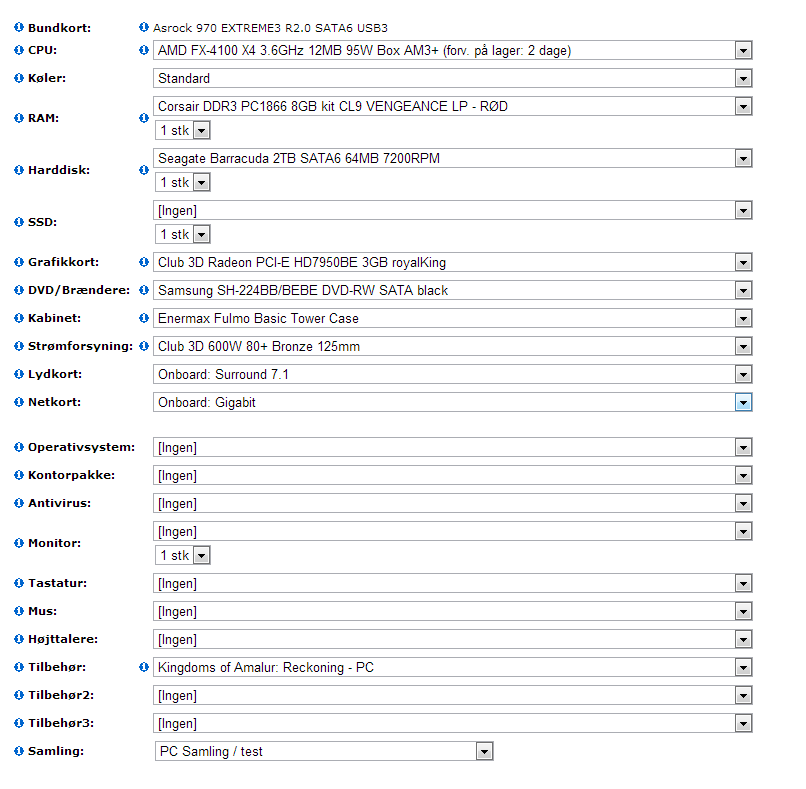 Bundkort: Asrock 970 EXTREME3 R2.0 SATA6 USB3
CPU: AMD FX-4100 X4 3.6GHz 12MB 95W Box AM3+ (forv. på lager: 2 dage)
Køler: Standard
RAM: Corsair DDR3 PC1866 8GB kit CL9 VENGEANCE LP - RØD
1 stk
Harddisk: Seagate Barracuda 2TB SATA6 64MB 7200RPM
1 stk
SSD: [Ingen]
1 stk
Grafikkort: Club 3D Radeon PCI-E HD7950BE 3GB royalKing
DVD/Brændere: Samsung SH-224BB/BEBE DVD-RW SATA black
Kabinet: Enermax Fulmo Basic Tower Case
Strømforsyning: Club 3D 600W 80+ Bronze 125mm
Lydkort: Onboard: Surround 7.1
Netkort: Onboard: Gigabit
Operativsystem: [Ingen]
Kontorpakke: [Ingen]
Antivirus: [Ingen]
Monitor: [Ingen]
1 stk
Tastatur: [Ingen]
Mus: [Ingen]
Højttalere: [Ingen]
Tilbehør: Kingdoms of Amalur: Reckoning - PC
Tilbehør2: [Ingen]
Tilbehør3: [Ingen]
Samling: PC Samling / test